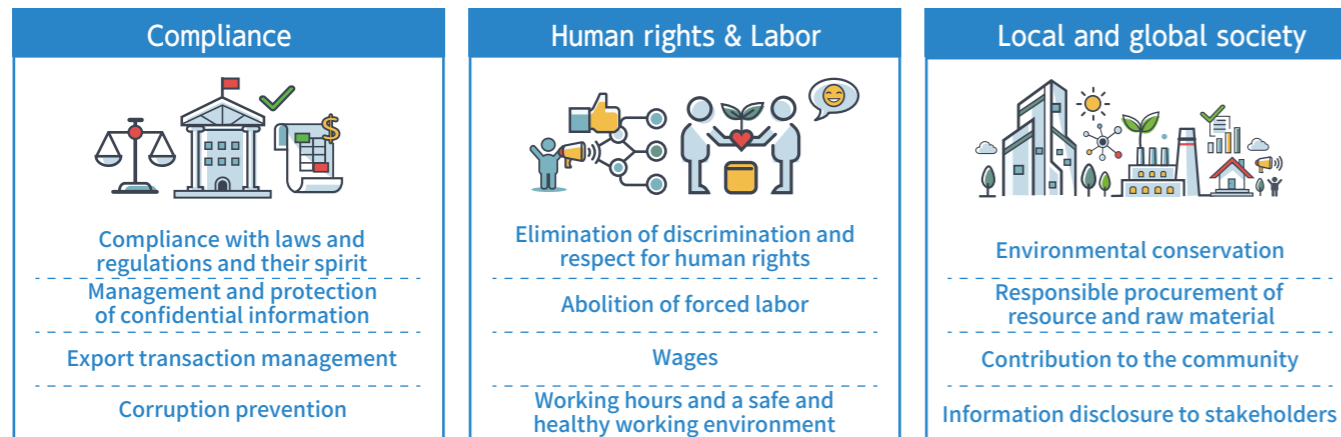 Compliance
Compliance with laws and
regulations and their spirit
Management and protection
of confidential information
Export transaction management
Corruption prevention
Human rights & Labor
Elimination of discrimination and
respect for human rights
Abolition of forced labor
Wages
Working hours and a safe and
healthy working environment
Local and global society
Environmental conservation
Responsible procurement of
resource and raw material
Contribution to the community
Information disclosure to stakeholders